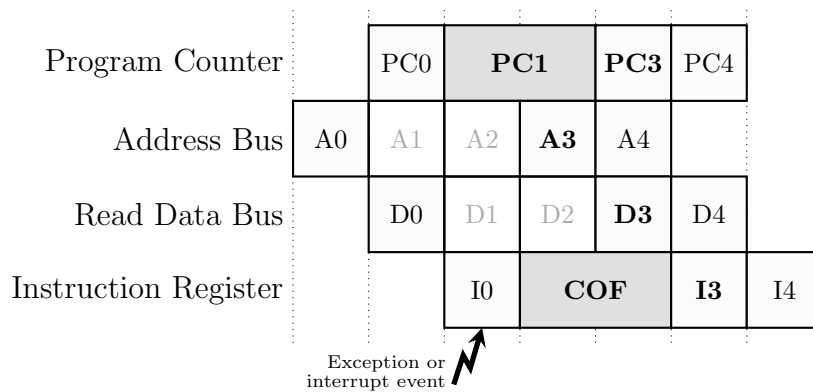 Program Counter PC0 PC1 PC3 PC4
Address Bus A0 A1 A2 A3 A4
Read Data Bus D0 D1 D2 D3 D4
Instruction Register I0 COF I3 I4
Exception or
interrupt event